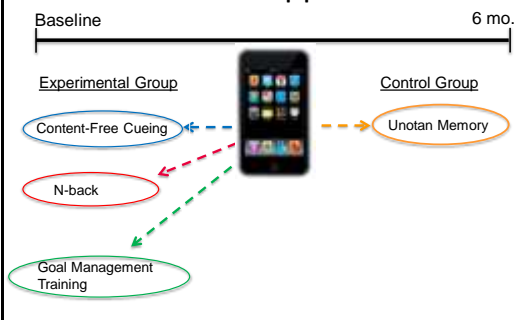 Baseline
6 mo.
Experimental Group
Control Group
Content-Free Cueing
Unotan Memory
N-back
Goal Management
Training